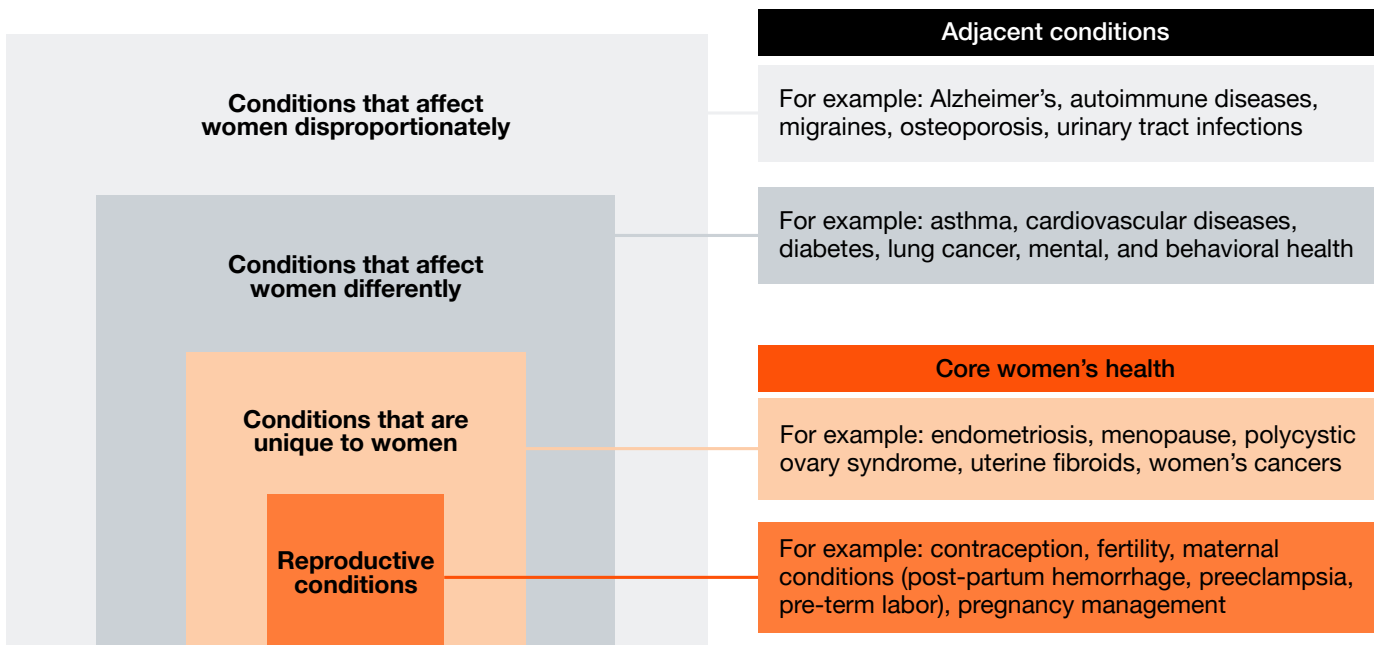 Adjacent conditions
Conditions that affect
women disproportionately
For example: Alzheimer’s, autoimmune diseases,
migraines, osteoporosis, urinary tract infections
Conditions that affect
women differently
For example: asthma, cardiovascular diseases,
diabetes, lung cancer, mental, and behavioral health
Core women’s health
Conditions that are
unique to women
For example: endometriosis, menopause, polycystic
ovary syndrome, uterine fibroids, women’s cancers
Reproductive
conditions
For example: contraception, fertility, maternal
conditions (post-partum hemorrhage, preeclampsia,
pre-term labor), pregnancy management